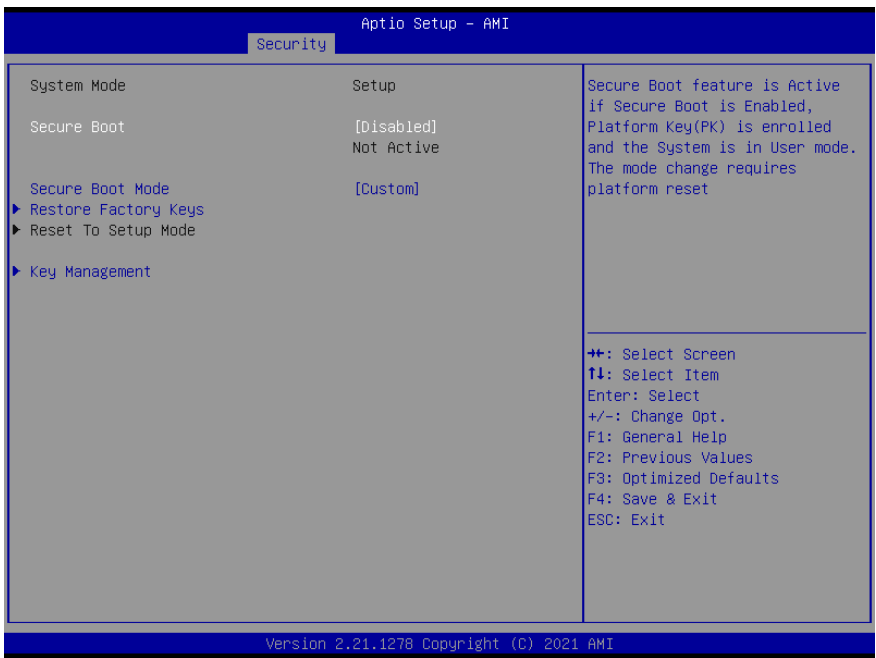 Aptio Setup – AMI
Security
System Mode Setup
Secure Boot [Disabled]
Not Active
Secure Boot Mode [Custom]
Restore Factory Keys
Reset To Setup Mode
Key Management
Secure Boot feature is Active
if Secure Boot is Enabled,
Platform Key(PK) is enrolled
and the System is in User mode.
The mode change requires
platform reset
→←: Select Screen
↑↓: Select Item
Enter: Select
+/-: Change Opt.
F1: General Help
F2: Previous Values
F3: Optimized Defaults
F4: Save & Exit
ESC: Exit
Version 2.21.1278 Copyright (C) 2021 AMI